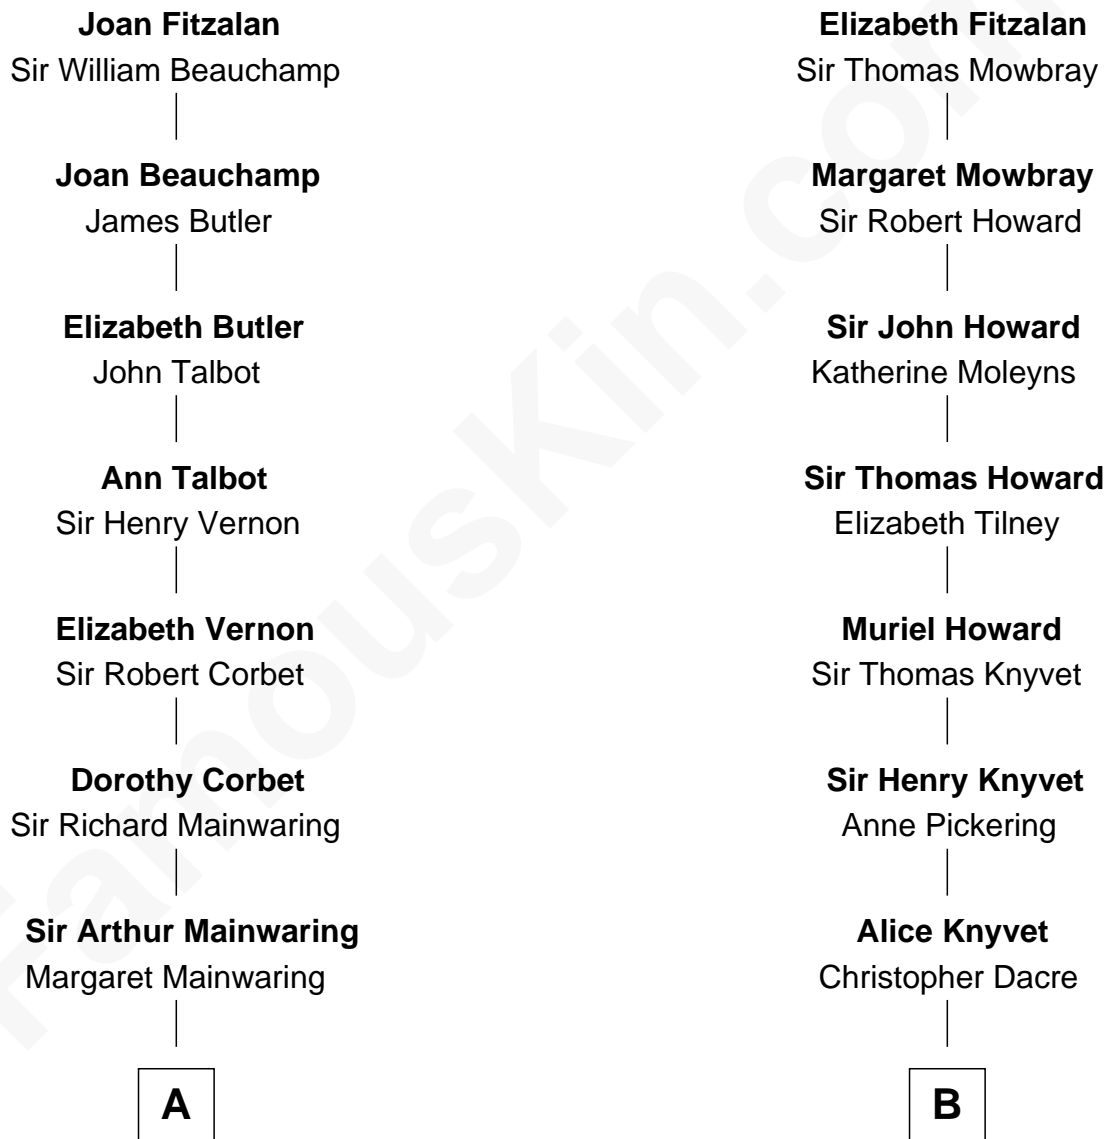 Joan Fitzalan
Sir William Beauchamp
Joan Beauchamp
James Butler
Elizabeth Butler
John Talbot
Ann Talbot
Sir Henry Vernon
Elizabeth Vernon
Sir Robert Corbet
Dorothy Corbet
Sir Richard Mainwaring
Sir Arthur Mainwaring
Margaret Mainwaring
A
Elizabeth Fitzalan
Sir Thomas Mowbray
Margaret Mowbray
Sir Robert Howard
Sir John Howard
Katherine Moleyns
Sir Thomas Howard
Elizabeth Tilney
Muriel Howard
Sir Thomas Knyvet
Sir Henry Knyvet
Anne Pickering
Alice Knyvet
Christopher Dacre
B
FamousKin.com